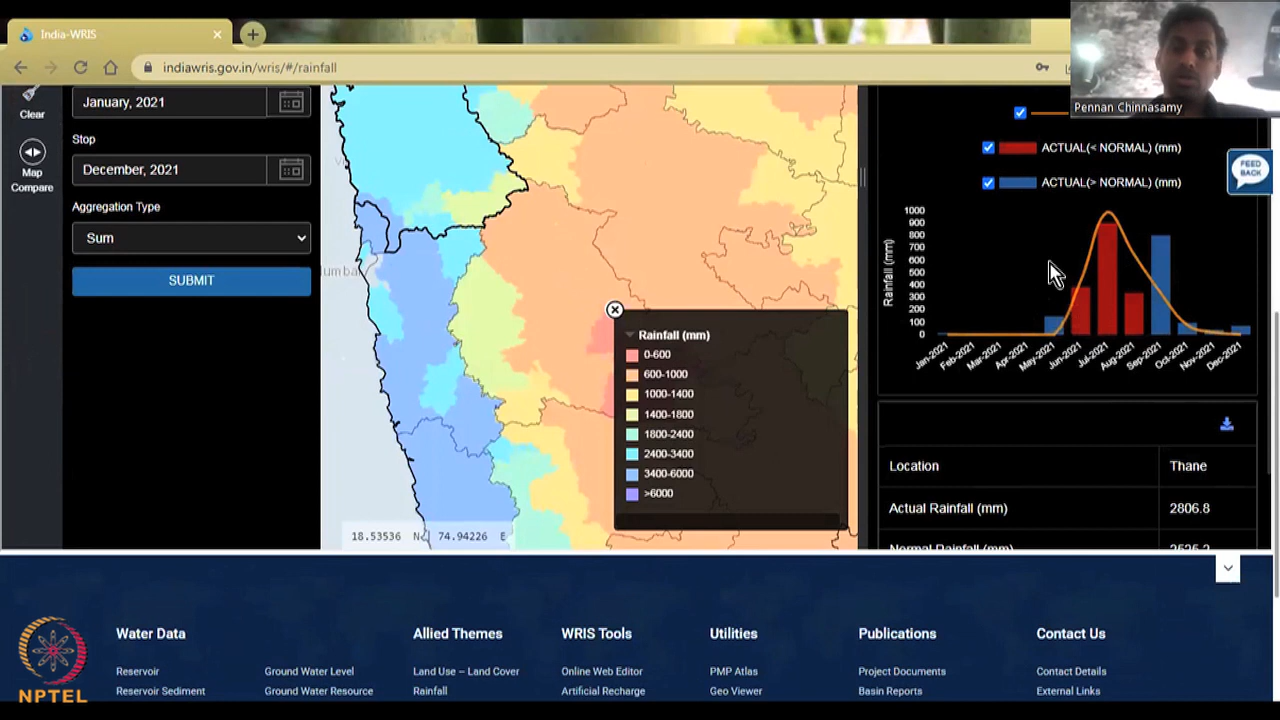 India-WRIS
indiawris.gov.in/wris/#/rainfall
Pennan Chinnasamy
Clear
Map
Compare
January, 2021
Stop
December, 2021
Aggregation Type
Sum
SUBMIT
umba
Rainfall (mm)
0-600
600-1000
1000-1400
1400-1800
1800-2400
2400-3400
3400-6000
>6000
18.53536 N 74.94226 E
ACTUAL(< NORMAL) (mm)
ACTUAL(> NORMAL) (mm)
FEED
BACK
Rainfall (mm)
1000
900
800
700
600
500
400
300
200
100
0
Jan-2021
Feb-2021
Mar-2021
Apr-2021
May-2021
Jun-2021
Jul-2021
Aug-2021
Sep-2021
Oct-2021
Nov-2021
Dec-2021
Location Thane
Actual Rainfall (mm) 2806.8
Normal Rainfall (mm)
Water Data Allied Themes WRIS Tools Utilities Publications Contact Us
Reservoir Ground Water Level Land Use – Land Cover Online Web Editor PMP Atlas Project Documents Contact Details
Reservoir Sediment Ground Water Resource Rainfall Artificial Recharge Geo Viewer Basin Reports External Links
NPTEL